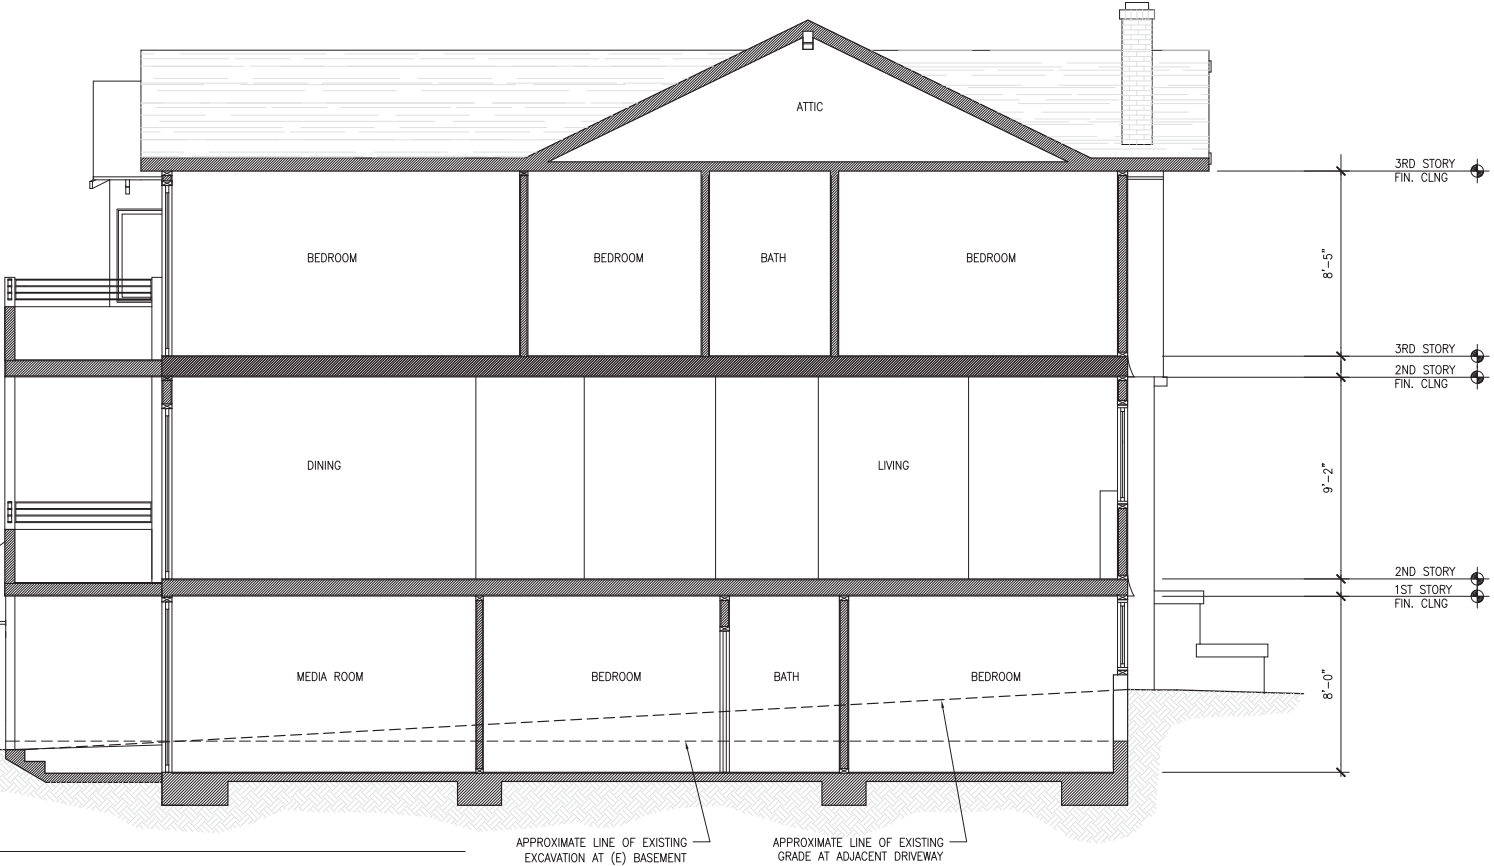 ATTIC
3RD STORY
FIN. CLNG
BEDROOM
BEDROOM
BATH
BEDROOM
8'-5"
3RD STORY
2ND STORY
FIN. CLNG
DINING
LIVING
9'-2"
2ND STORY
1ST STORY
FIN. CLNG
MEDIA ROOM
BEDROOM
BATH
BEDROOM
8'-0"
APPROXIMATE LINE OF EXISTING
EXCAVATION AT (E) BASEMENT
APPROXIMATE LINE OF EXISTING
GRADE AT ADJACENT DRIVEWAY